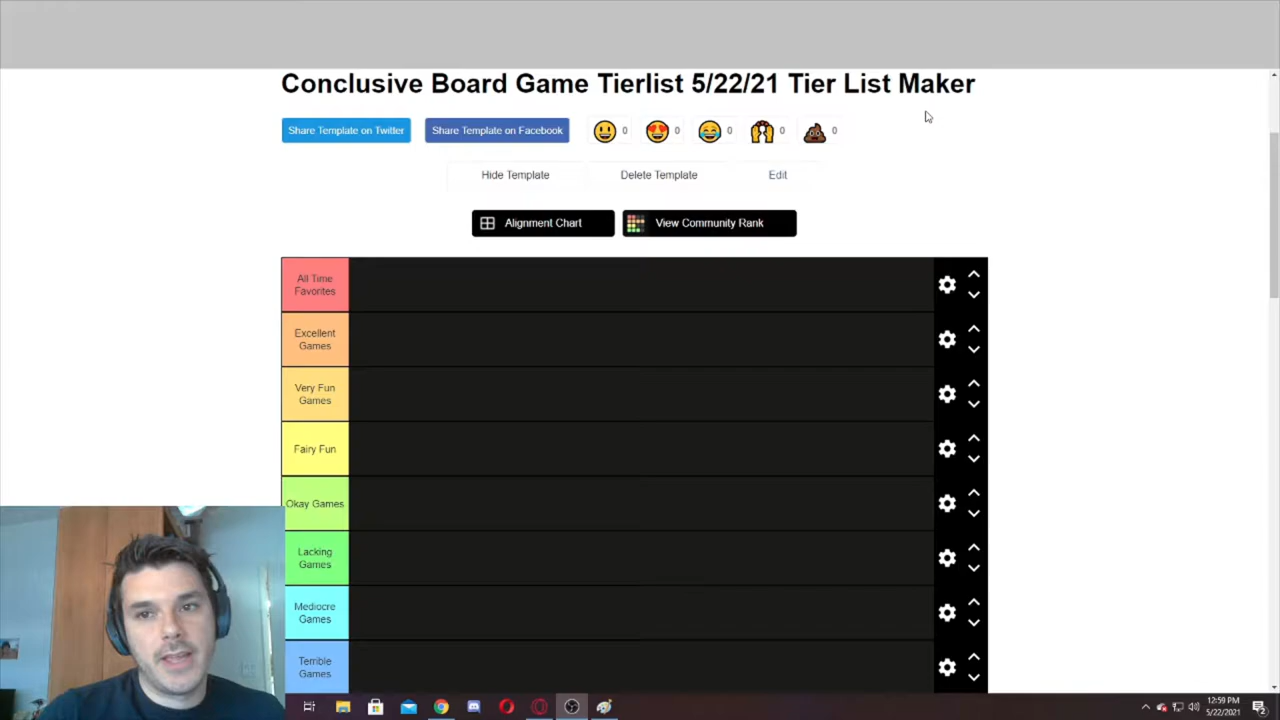 Conclusive Board Game Tierlist 5/22/21 Tier List Maker
Share Template on Twitter
Share Template on Facebook
0
0
0
0
0
Hide Template
Delete Template
Edit
Alignment Chart
View Community Rank
All Time
Favorites
Excellent
Games
Very Fun
Games
Fairy Fun
Okay Games
Lacking
Games
Mediocre
Games
Terrible
Games
12:59 PM
5/22/2021
2